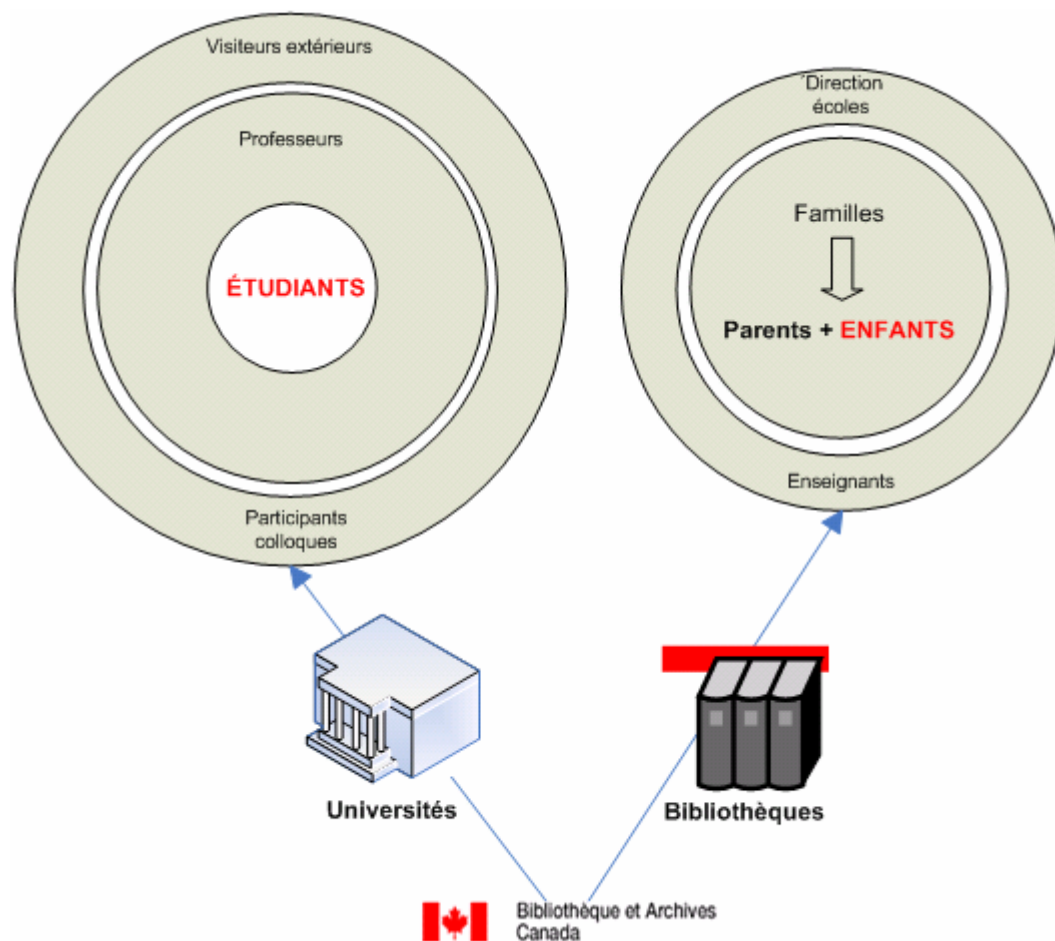 Visiteurs extérieurs
Professeurs
ÉTUDIANTS
Participants
colloques
´Direction
écoles
Familles
Parents + ENFANTS
Enseignants
Universités
Bibliothèques
Bibliothèque et Archives
Canada